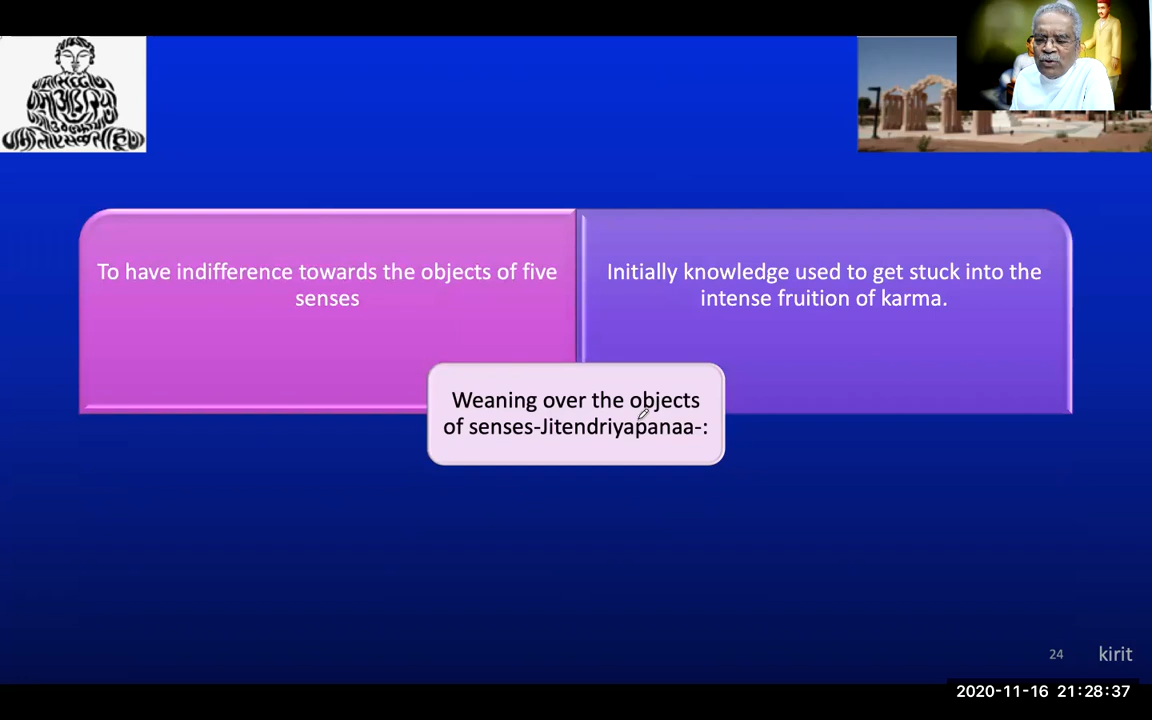 To have indifference towards the objects of five
senses
Initially knowledge used to get stuck into the
intense fruition of karma.
Weaning over the objects
of senses-Jitendriyapanaa-:
24
kirit
2020-11-16 21:28:37